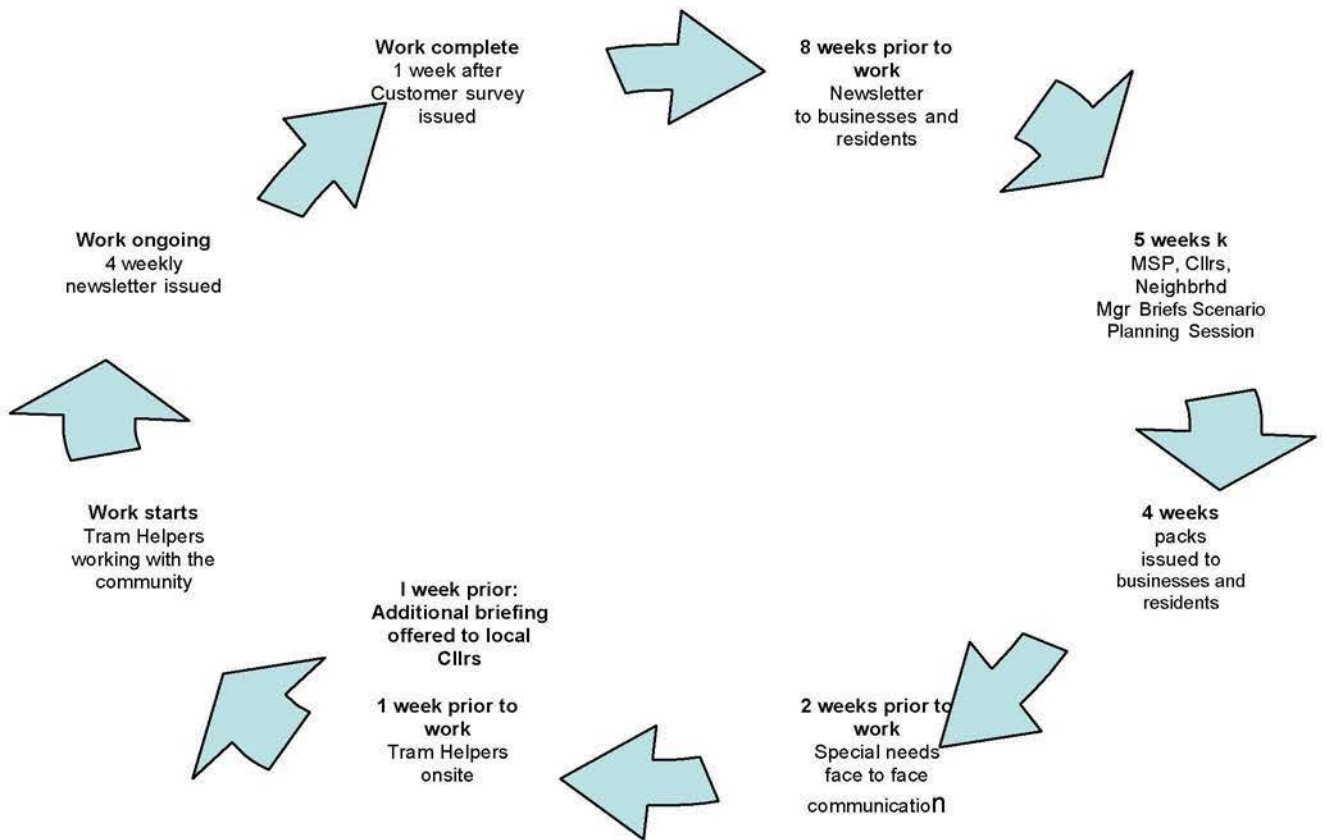 Work complete
1 week after
Customer survey
issued
8 weeks prior to
work
Newsletter
to businesses and
residents
5 weeks k
MSP, Cllrs,
Neighbrhd
Mgr Briefs Scenario
Planning Session
4 weeks
packs
issued to
businesses and
residents
2 weeks prior to
work
Special needs
face to face
communication
I week prior:
Additional briefing
offered to local
Cllrs
1 week prior to
work
Tram Helpers
onsite
Work starts
Tram Helpers
working with the
community
Work ongoing
4 weekly
newsletter issued